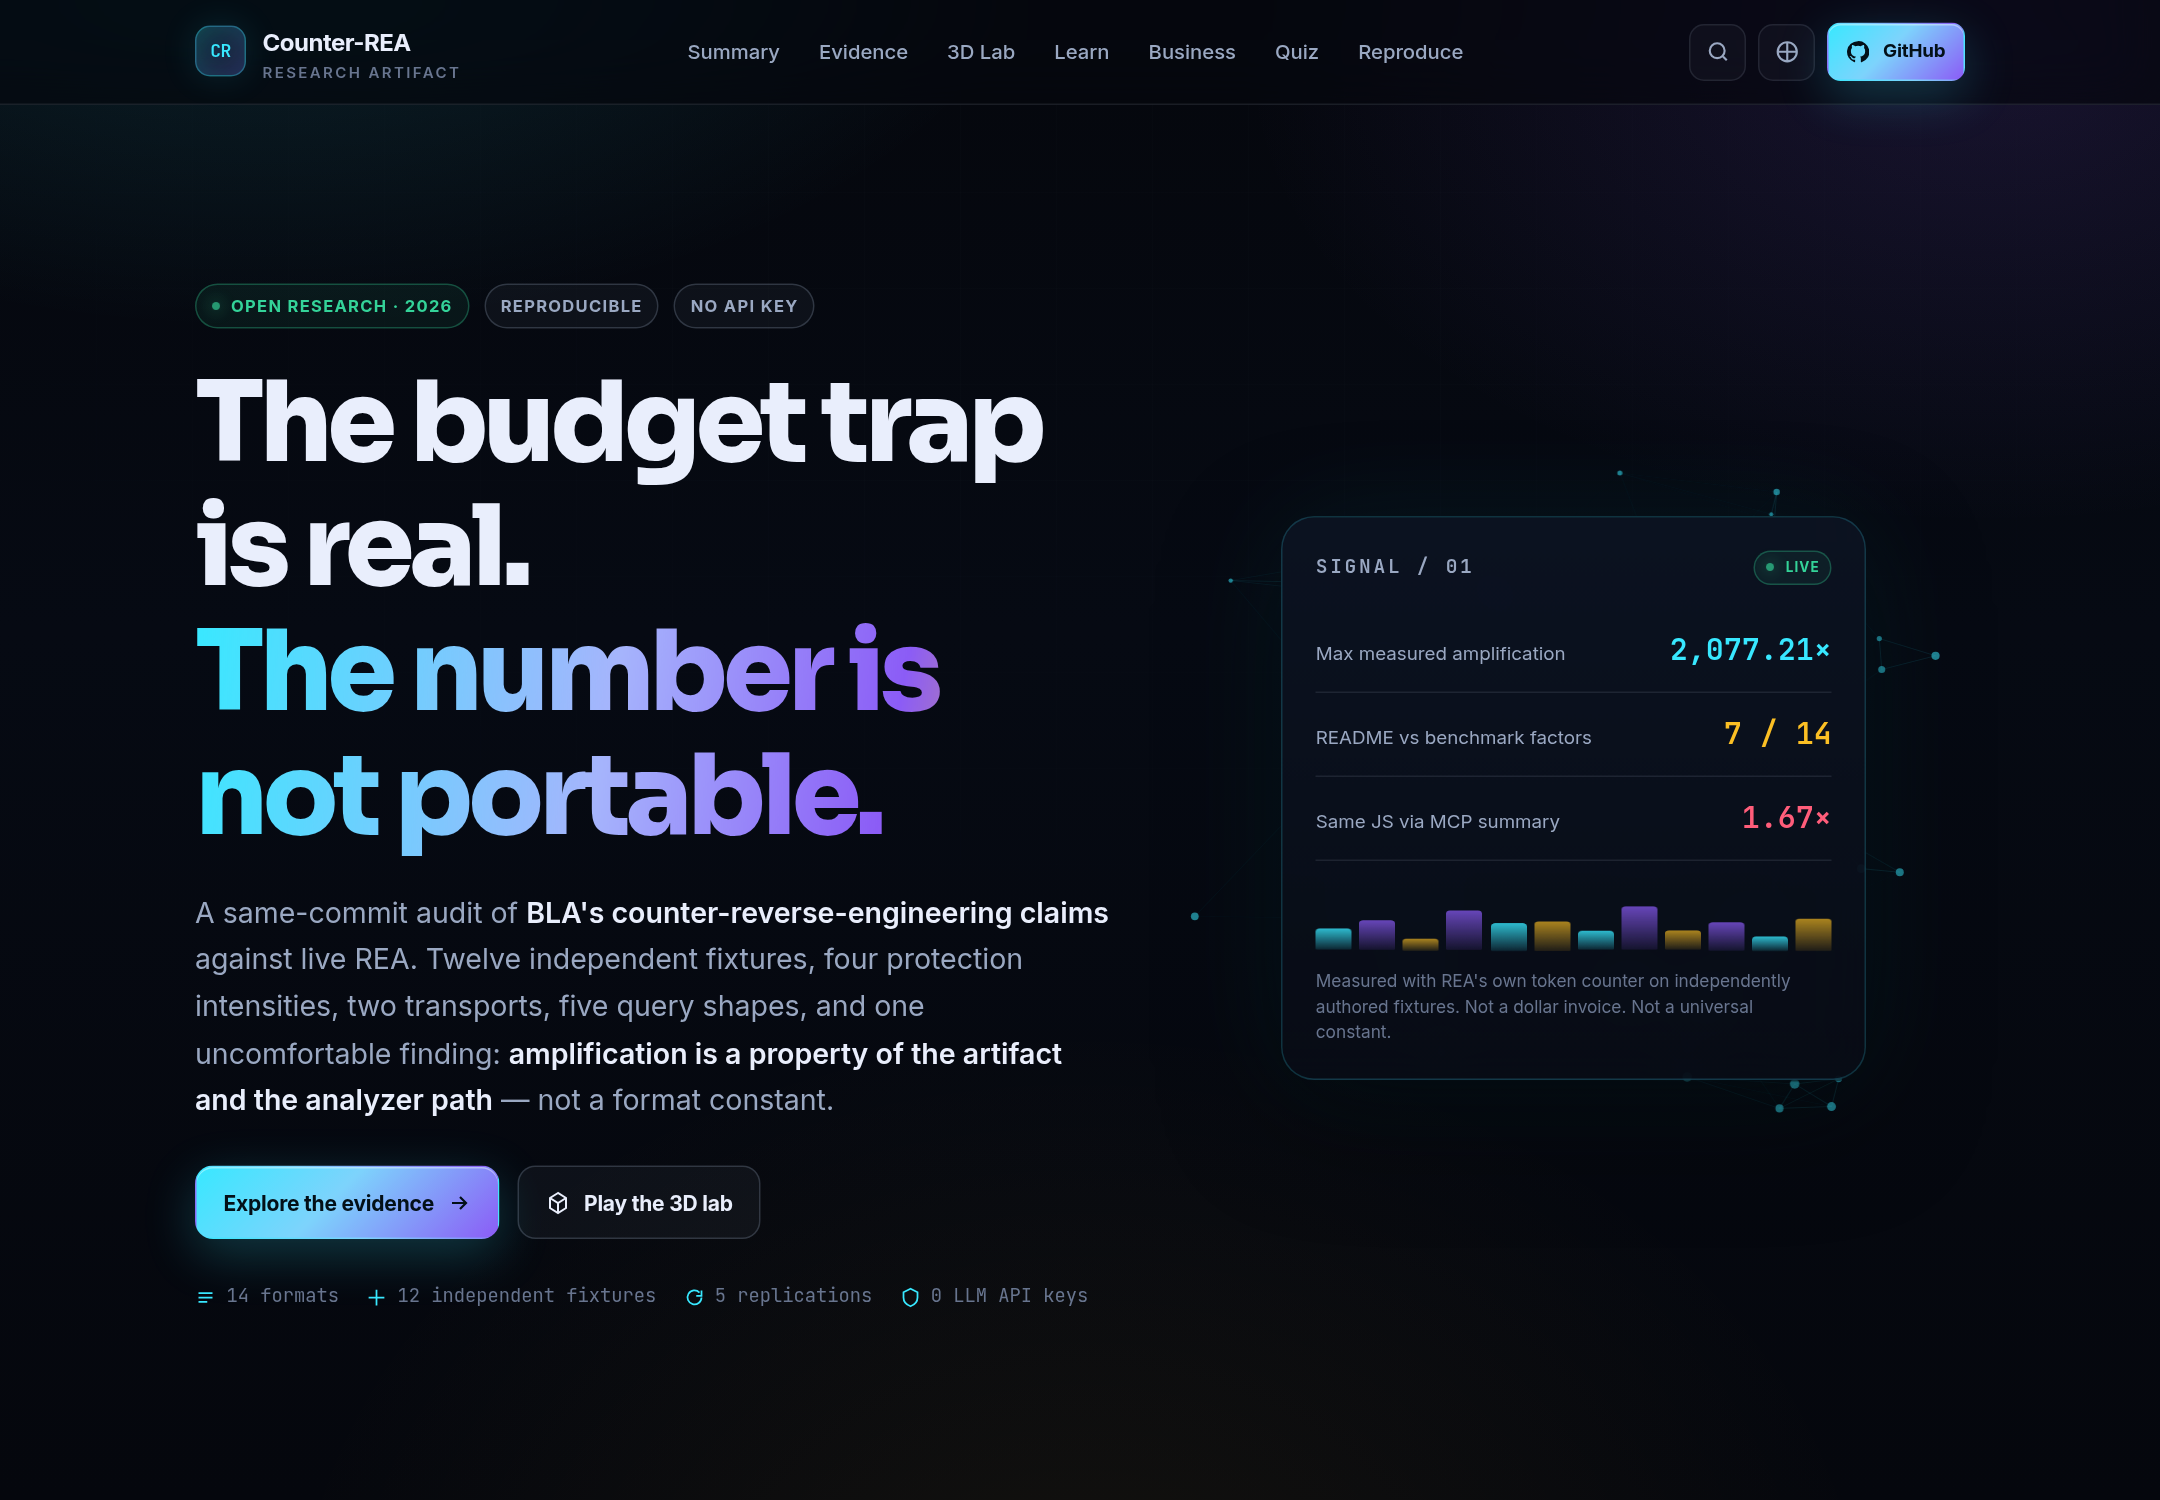 CR
Counter-REA
RESEARCH ARTIFACT
Summary
Evidence
3D Lab
Learn
Business
Quiz
Reproduce
GitHub
OPEN RESEARCH · 2026
REPRODUCIBLE
NO API KEY
The budget trap
is real.
The number is
not portable.
A same-commit audit of BLA's counter-reverse-engineering claims
against live REA. Twelve independent fixtures, four protection
intensities, two transports, five query shapes, and one
uncomfortable finding: amplification is a property of the artifact
and the analyzer path — not a format constant.
Explore the evidence →
Play the 3D lab
14 formats
12 independent fixtures
5 replications
0 LLM API keys
SIGNAL / 01
LIVE
Max measured amplification
2,077.21×
README vs benchmark factors
7 / 14
Same JS via MCP summary
1.67×
Measured with REA's own token counter on independently
authored fixtures. Not a dollar invoice. Not a universal
constant.